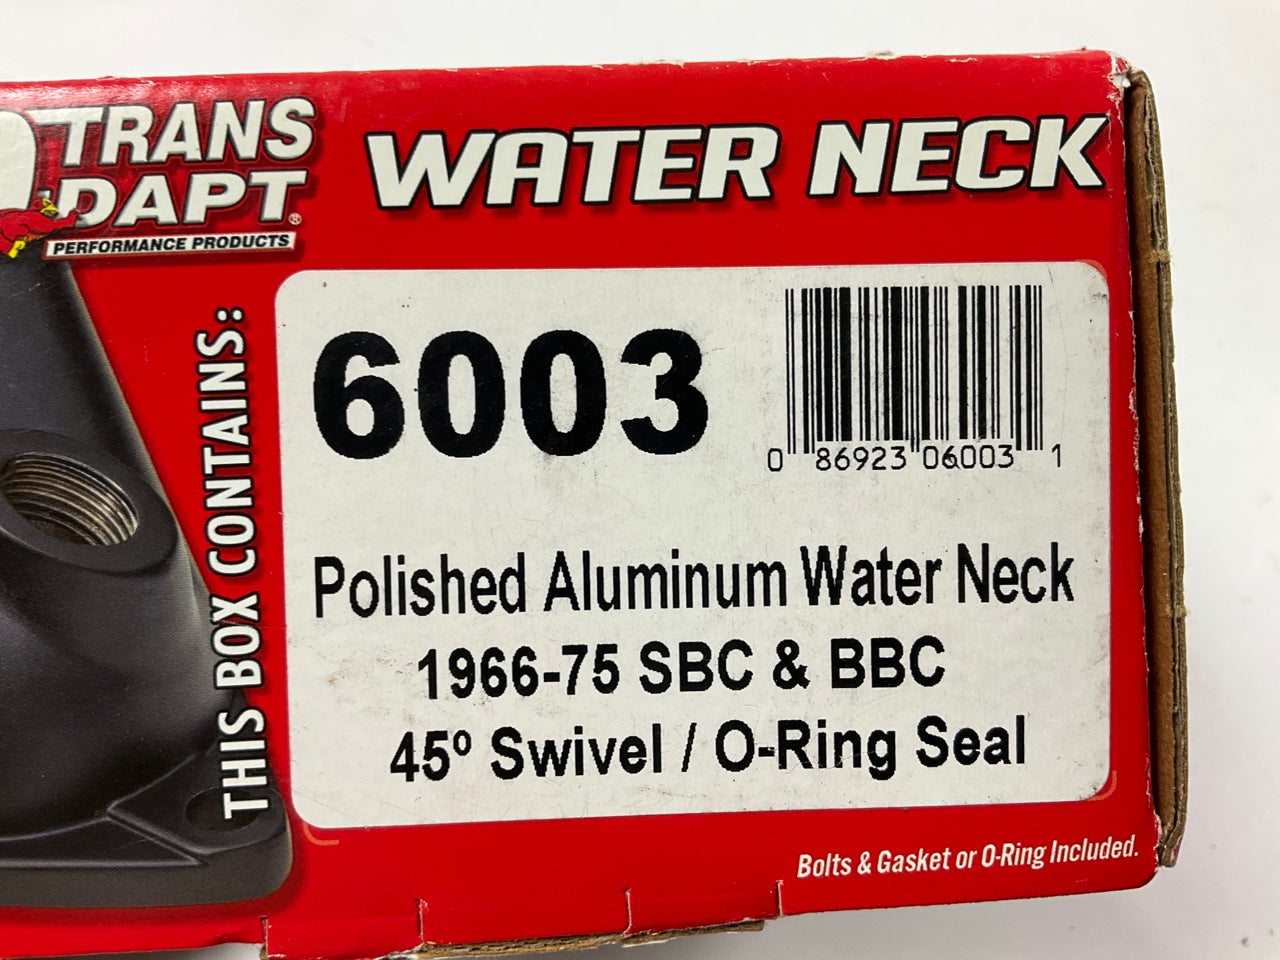 TRANS
DAPT®
PERFORMANCE PRODUCTS
WATER NECK
THIS BOX CONTAINS:
6003
0 86923 06003 1
Polished Aluminum Water Neck
1966-75 SBC & BBC
45º Swivel / O-Ring Seal
Bolts & Gasket or O-Ring Included.